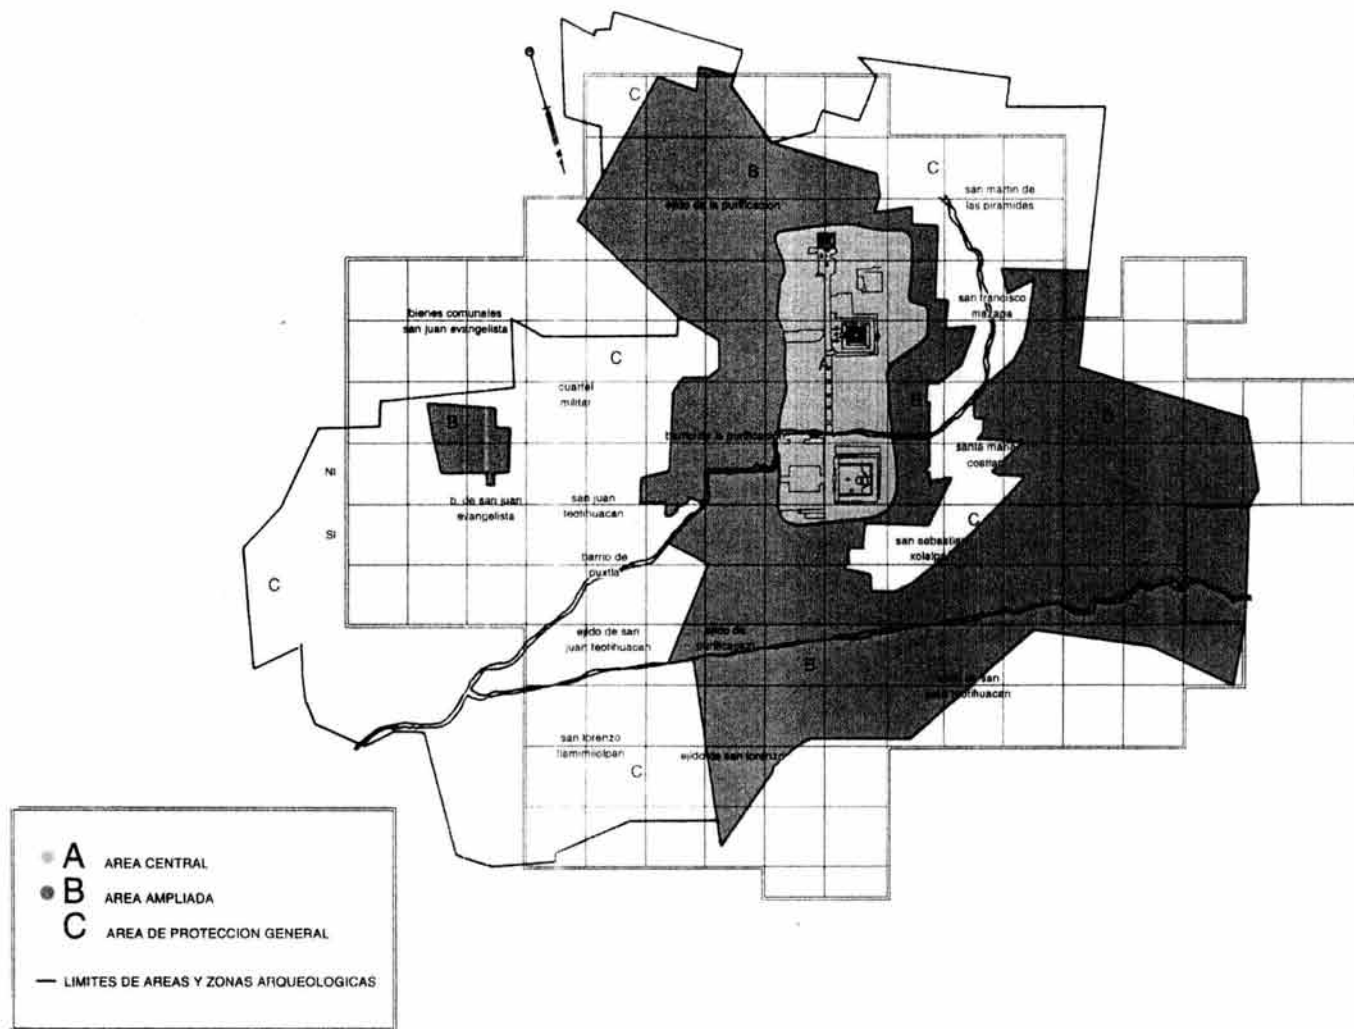 C
B
C
san martin de
las piramides
ejido de la purificacion
san francisco
mazapa
bienes comunales
san juan evangelista
C
A
cuartel
militar
B
B
B
barrio de la purificacion
santa maria
coatlan
NI
b. de san juan
evangelista
san juan
teotihuacan
C
SI
san sebastian
xolalpa
barrio de
puxtla
C
ejido de san
juan teotihuacan
ejido de
purificacion
B
san
teotihuacan
san lorenzo
tlamimilolpan
C
ejido de san lorenzo
A AREA CENTRAL
B AREA AMPLIADA
C AREA DE PROTECCION GENERAL
LIMITES DE AREAS Y ZONAS ARQUEOLOGICAS